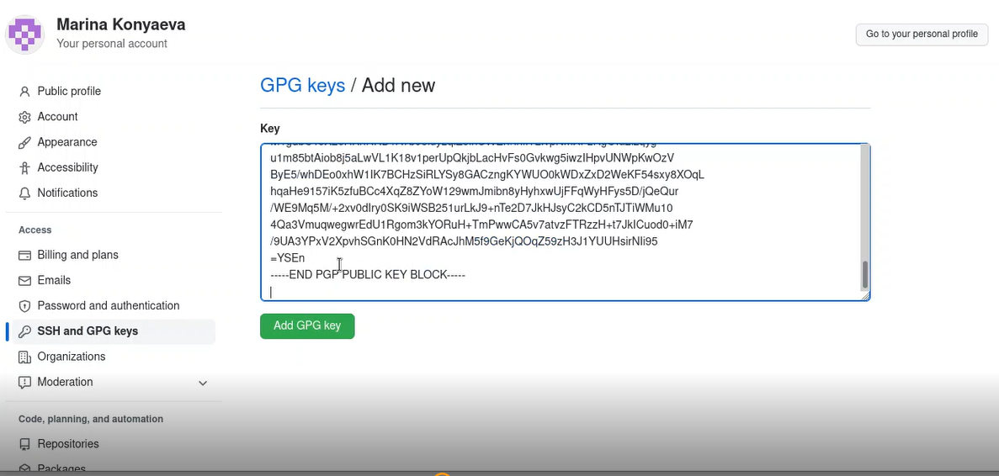 Marina Konyaeva
Your personal account
Go to your personal profile
Public profile
Account
Appearance
Accessibility
Notifications
Access
Billing and plans
Emails
Password and authentication
SSH and GPG keys
Organizations
Moderation
Code, planning, and automation
Repositories
Packages
GPG keys / Add new
Key
u1m85btAiob8j5aLwVL1K18v1perUpQkjbLacHvFs0Gvkwg5iwzIHpvUNWpKwOzV
ByE5/whDEo0xhW1IK7BCHzSiRLYSy8GACzngKYWUO0kWDxZxD2WeKF54sxy8XOqL
hqaHe9157iK5zfuBCc4XqZ8ZYoW129wmJmibn8yHyhxwUjFFqWyHFys5D/jQeQur
/WE9Mq5M/+2xv0dIry0SK9iWSB251urLkJ9+nTe2D7JkHJsyC2kCD5nTJTiWMu10
4Qa3VmuqwegwrEdU1Rgom3kYORuH+TmPwwCA5v7atvzFTRzzH+t7JkICuod0+iM7
/9UA3YPxV2XpvhSGnK0HN2VdRAcJhM5f9GeKjQOqZ59zH3J1YUUHsirNIi95
=YSEn
-----END PGP PUBLIC KEY BLOCK-----
Add GPG key